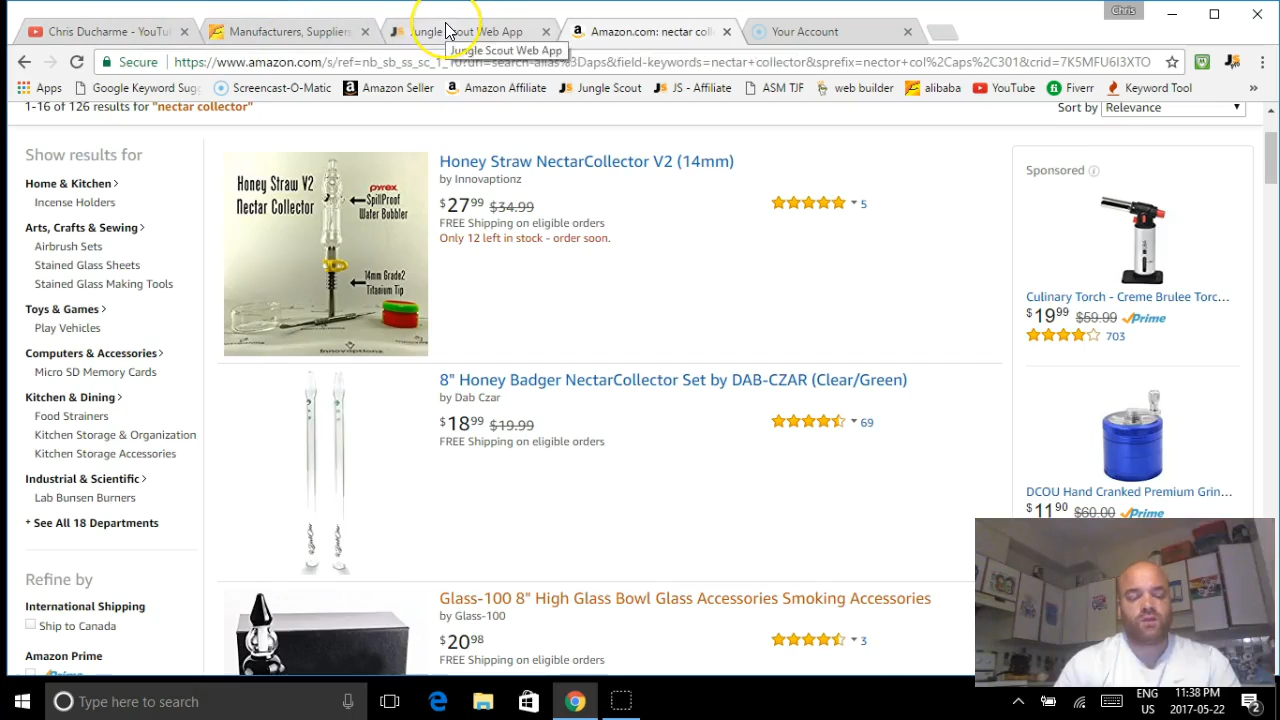 Chris
Chris Ducharme - YouTu
Manufacturers, Suppliers
Jungle Scout Web App
Amazon.com: nectar coll
Your Account
Jungle Scout Web App
Secure
https://www.amazon.com/s/ref=nb_sb_ss_sc_1_10?url=search-alias%3Daps&field-keywords=nectar+collector&sprefix=nector+col%2Caps%2C301&crid=7K5MFU6I3XTO
Apps
Google Keyword Sug
Screencast-O-Matic
Amazon Seller
Amazon Affiliate
Jungle Scout
JS - Affiliate
ASM TJF
web builder
alibaba
YouTube
Fiverr
Keyword Tool
1-16 of 126 results for "nectar collector"
Sort by Relevance
Show results for
Home & Kitchen
Incense Holders
Arts, Crafts & Sewing
Airbrush Sets
Stained Glass Sheets
Stained Glass Making Tools
Toys & Games
Play Vehicles
Computers & Accessories
Micro SD Memory Cards
Kitchen & Dining
Food Strainers
Kitchen Storage & Organization
Kitchen Storage Accessories
Industrial & Scientific
Lab Bunsen Burners
+ See All 18 Departments
Refine by
International Shipping
Ship to Canada
Amazon Prime
Prime
Honey Straw V2
Nectar Collector
pyrex
SpillProof
Water Bubbler
14mm Grade2
Titanium Tip
Innovaptions
Honey Straw NectarCollector V2 (14mm)
by Innovaptionz
$27.99 $34.99
FREE Shipping on eligible orders
Only 12 left in stock - order soon.
5
8" Honey Badger NectarCollector Set by DAB-CZAR (Clear/Green)
by Dab Czar
$18.99 $19.99
FREE Shipping on eligible orders
69
Glass-100 8" High Glass Bowl Glass Accessories Smoking Accessories
by Glass-100
$20.98
FREE Shipping on eligible orders
3
Sponsored
Culinary Torch - Creme Brulee Torc...
$19.99 $59.99 Prime
703
DCOU Hand Cranked Premium Grin...
$11.90 $60.00 Prime
Type here to search
ENG
US
11:38 PM
2017-05-22
2